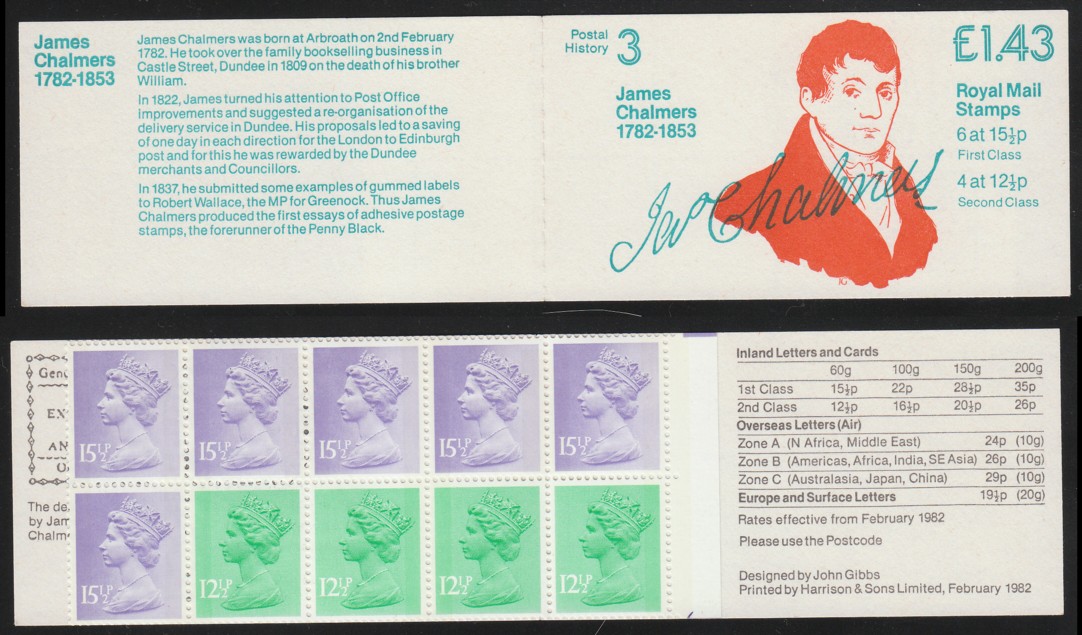 James
Chalmers
1782-1853
James Chalmers was born at Arbroath on 2nd February
1782. He took over the family bookselling business in
Castle Street, Dundee in 1809 on the death of his brother
William.
In 1822, James turned his attention to Post Office
improvements and suggested a re-organisation of the
delivery service in Dundee. His proposals led to a saving
of one day in each direction for the London to Edinburgh
post and for this he was rewarded by the Dundee
merchants and Councillors.
In 1837, he submitted some examples of gummed labels
to Robert Wallace, the MP for Greenock. Thus James
Chalmers produced the first essays of adhesive postage
stamps, the forerunner of the Penny Black.
Postal
History 3
James
Chalmers
1782-1853
£1.43
Royal Mail
Stamps
6 at 15½p
First Class
4 at 12½p
Second Class
Jas Chalmers
Gene
EX
AN
O
The de
by Jam
Chalm
15½P 15½P 15½P 15½P 15½P
15½P 12½P 12½P 12½P 12½P
Inland Letters and Cards
60g 100g 150g 200g
1st Class 15½p 22p 28½p 35p
2nd Class 12½p 16½p 20½p 26p
Overseas Letters (Air)
Zone A (N Africa, Middle East) 24p (10g)
Zone B (Americas, Africa, India, SE Asia) 26p (10g)
Zone C (Australasia, Japan, China) 29p (10g)
Europe and Surface Letters 19½p (20g)
Rates effective from February 1982
Please use the Postcode
Designed by John Gibbs
Printed by Harrison & Sons Limited, February 1982